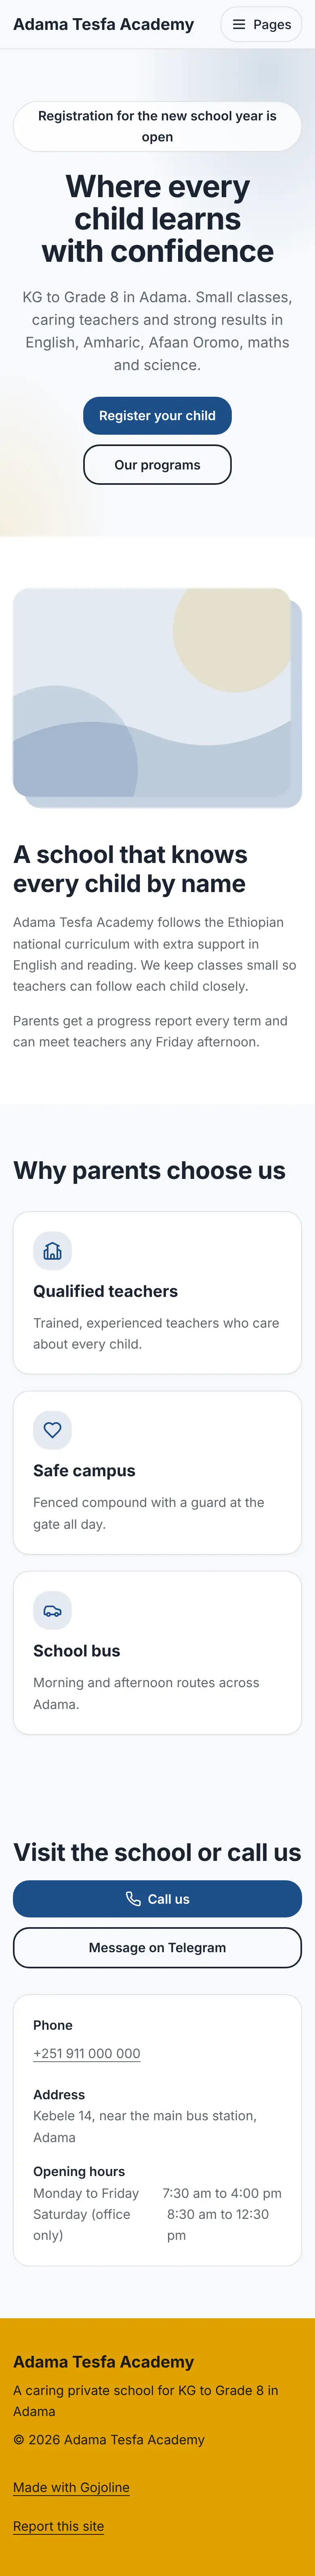 Adama Tesfa Academy
Pages
Registration for the new school year is
open
Where every
child learns
with confidence
KG to Grade 8 in Adama. Small classes,
caring teachers and strong results in
English, Amharic, Afaan Oromo, maths
and science.
Register your child
Our programs
A school that knows
every child by name
Adama Tesfa Academy follows the Ethiopian
national curriculum with extra support in
English and reading. We keep classes small so
teachers can follow each child closely.
Parents get a progress report every term and
can meet teachers any Friday afternoon.
Why parents choose us
Qualified teachers
Trained, experienced teachers who care
about every child.
Safe campus
Fenced compound with a guard at the
gate all day.
School bus
Morning and afternoon routes across
Adama.
Visit the school or call us
Call us
Message on Telegram
Phone
+251 911 000 000
Address
Kebele 14, near the main bus station,
Adama
Opening hours
Monday to Friday 7:30 am to 4:00 pm
Saturday (office 8:30 am to 12:30
only) pm
Adama Tesfa Academy
A caring private school for KG to Grade 8 in
Adama
© 2026 Adama Tesfa Academy
Made with Gojoline
Report this site